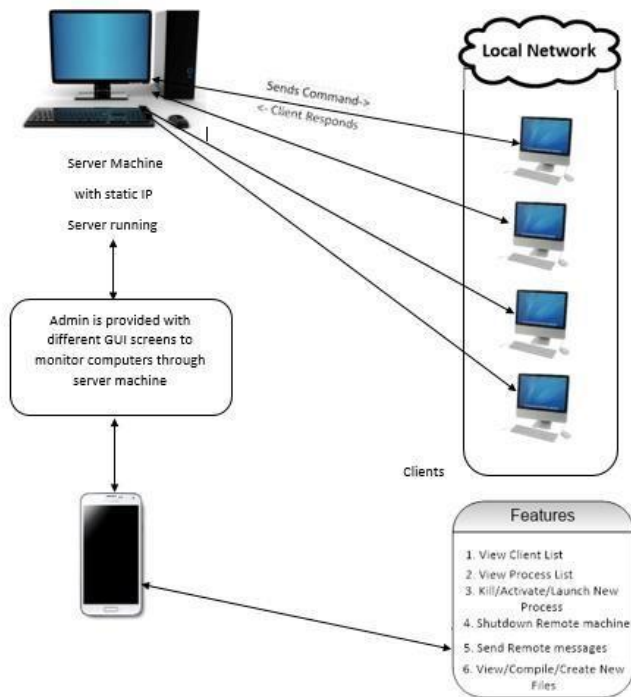 Local Network
Sends Command->
<- Client Responds
Server Machine
with static IP
Server running
Admin is provided with
different GUI screens to
monitor computers through
server machine
Clients
Features
1. View Client List
2. View Process List
3. Kill/Activate/Launch New
Process
4. Shutdown Remote machine
5. Send Remote messages
6. View/Compile/Create New
Files